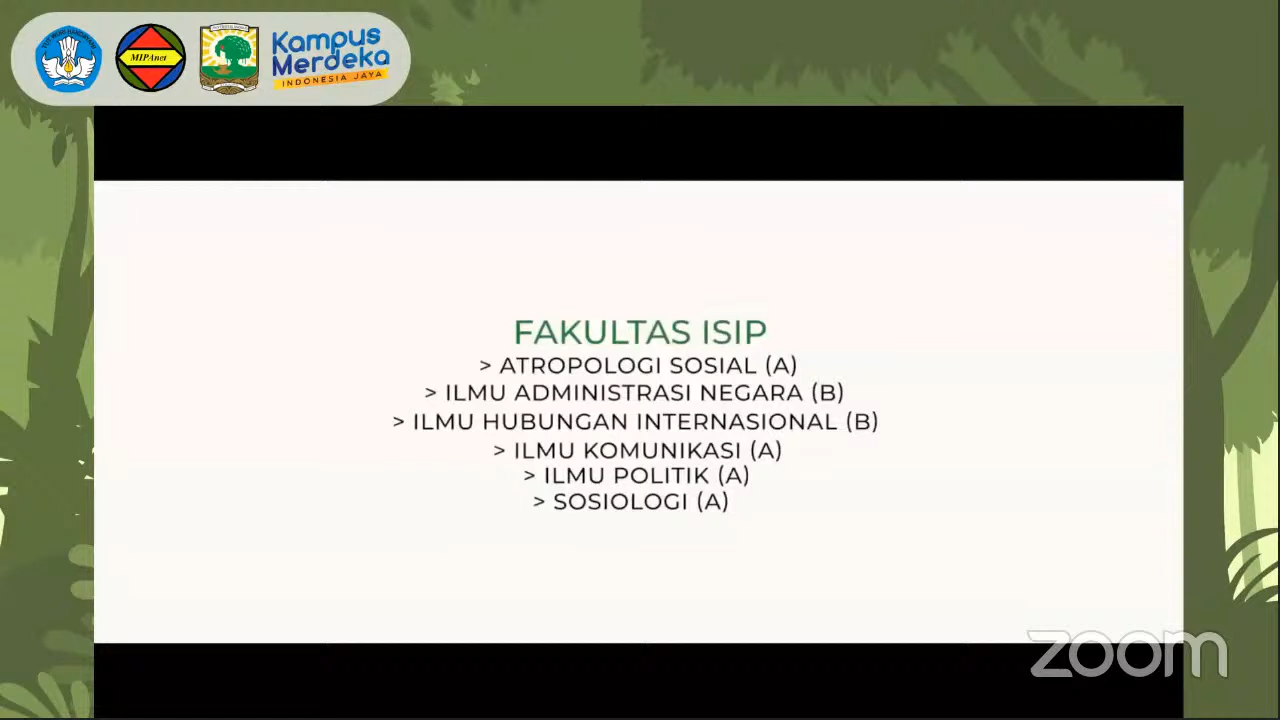 MIPAnet
Kampus
Merdeka
INDONESIA JAYA
FAKULTAS ISIP
> ATROPOLOGI SOSIAL (A)
> ILMU ADMINISTRASI NEGARA (B)
> ILMU HUBUNGAN INTERNASIONAL (B)
> ILMU KOMUNIKASI (A)
> ILMU POLITIK (A)
> SOSIOLOGI (A)
zoom